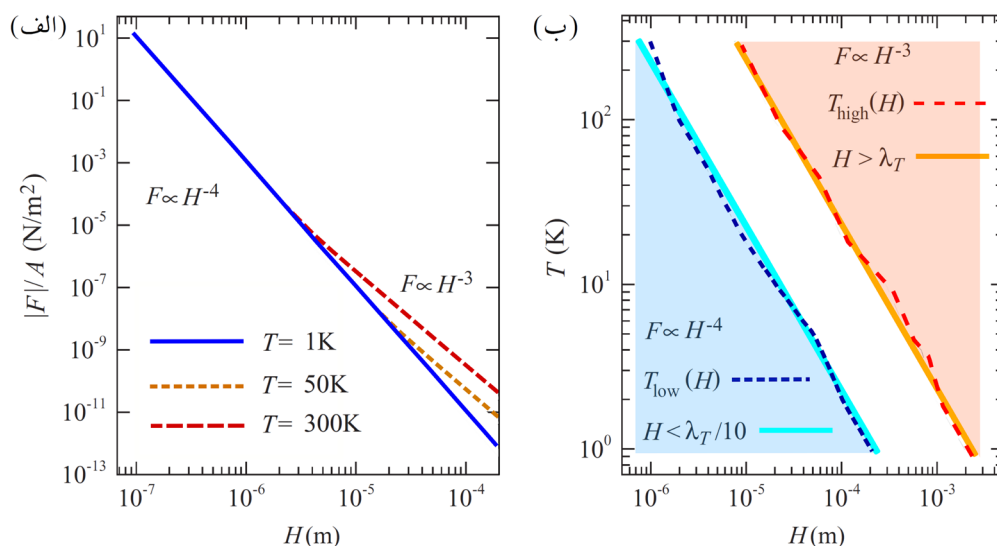 (الف)
10¹
10⁻¹
10⁻³
10⁻⁵
10⁻⁷
10⁻⁹
10⁻¹¹
10⁻¹³
|F|/A (N/m²)
F∝H⁻⁴
F∝H⁻³
T= 1K
T= 50K
T= 300K
10⁻⁷
10⁻⁶
10⁻⁵
10⁻⁴
H(m)
(ب)
10²
10¹
10⁰
T (K)
F∝H⁻³
T_high(H)
H > λ_T
F∝H⁻⁴
T_low(H)
H < λ_T/10
10⁻⁶
10⁻⁵
10⁻⁴
10⁻³
H(m)